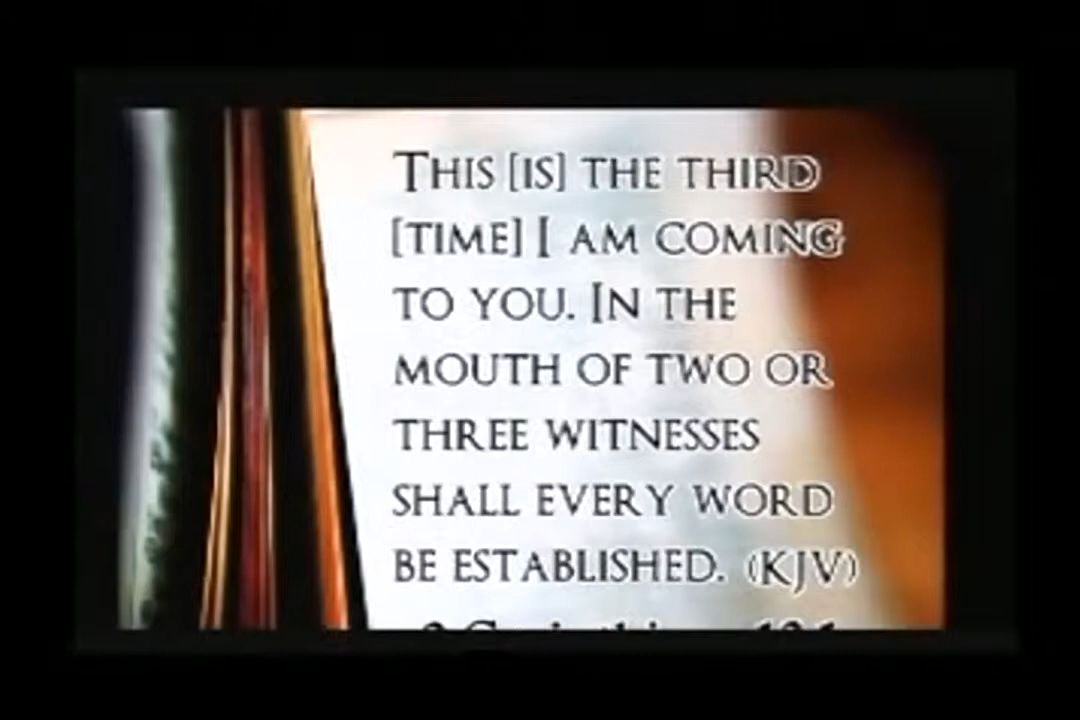 THIS [IS] THE THIRD
[TIME] I AM COMING
TO YOU. IN THE
MOUTH OF TWO OR
THREE WITNESSES
SHALL EVERY WORD
BE ESTABLISHED. (KJV)